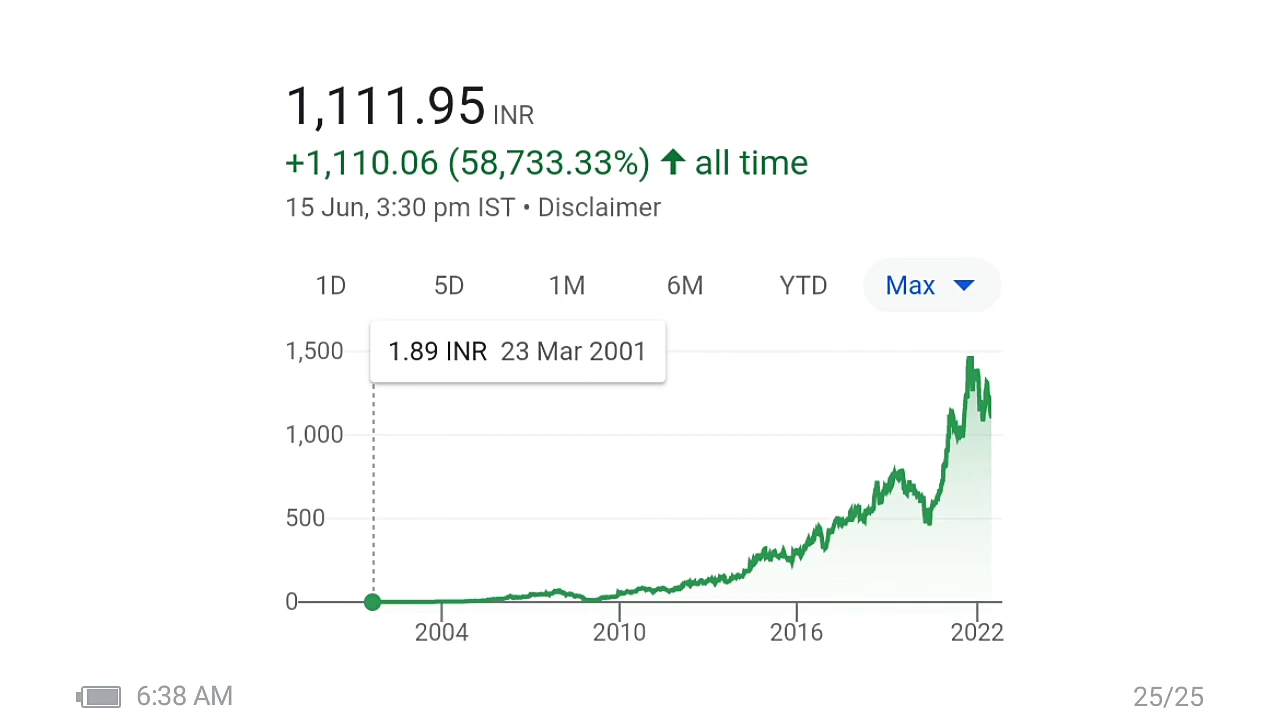 1,111.95 INR
+1,110.06 (58,733.33%) ↑ all time
15 Jun, 3:30 pm IST • Disclaimer
1D 5D 1M 6M YTD Max
1.89 INR 23 Mar 2001
1,500
1,000
500
0
2004 2010 2016 2022
6:38 AM 25/25